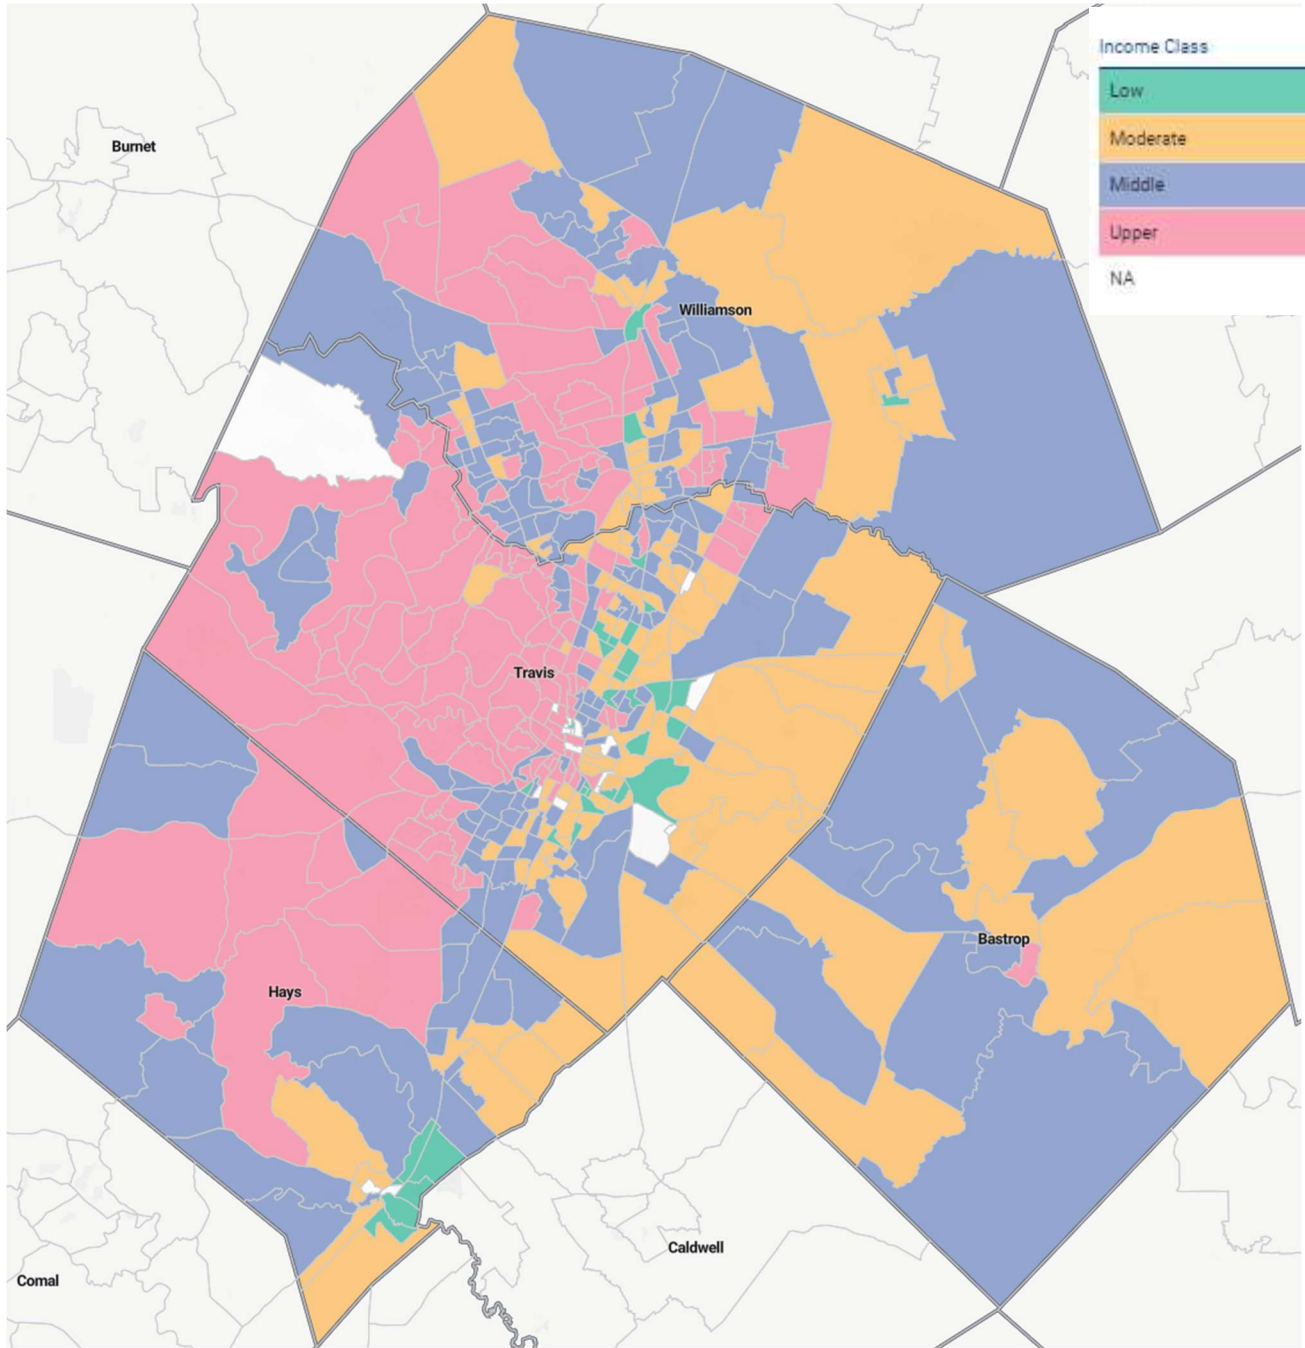 Income Class
Low
Moderate
Middle
Upper
NA
Burnet
Williamson
Travis
Bastrop
Hays
Caldwell
Comal